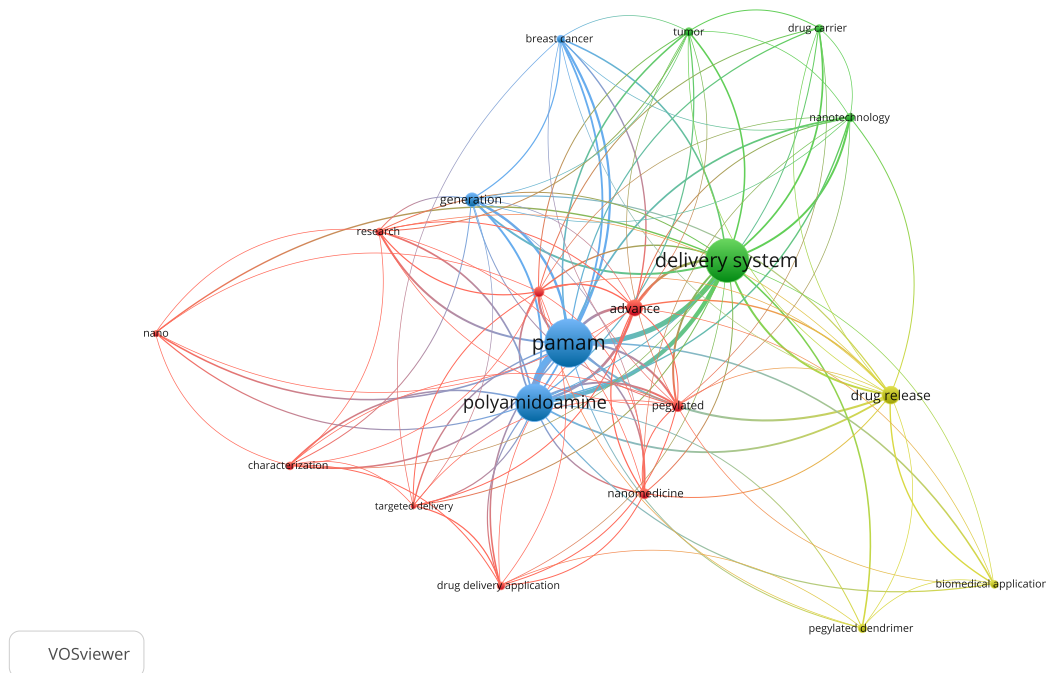 breast cancer
tumor
drug carrier
nanotechnology
generation
research
delivery system
advance
nano
pamam
drug release
polyamidoamine
pegylated
characterization
nanomedicine
targeted delivery
drug delivery application
biomedical application
pegylated dendrimer
VOSviewer